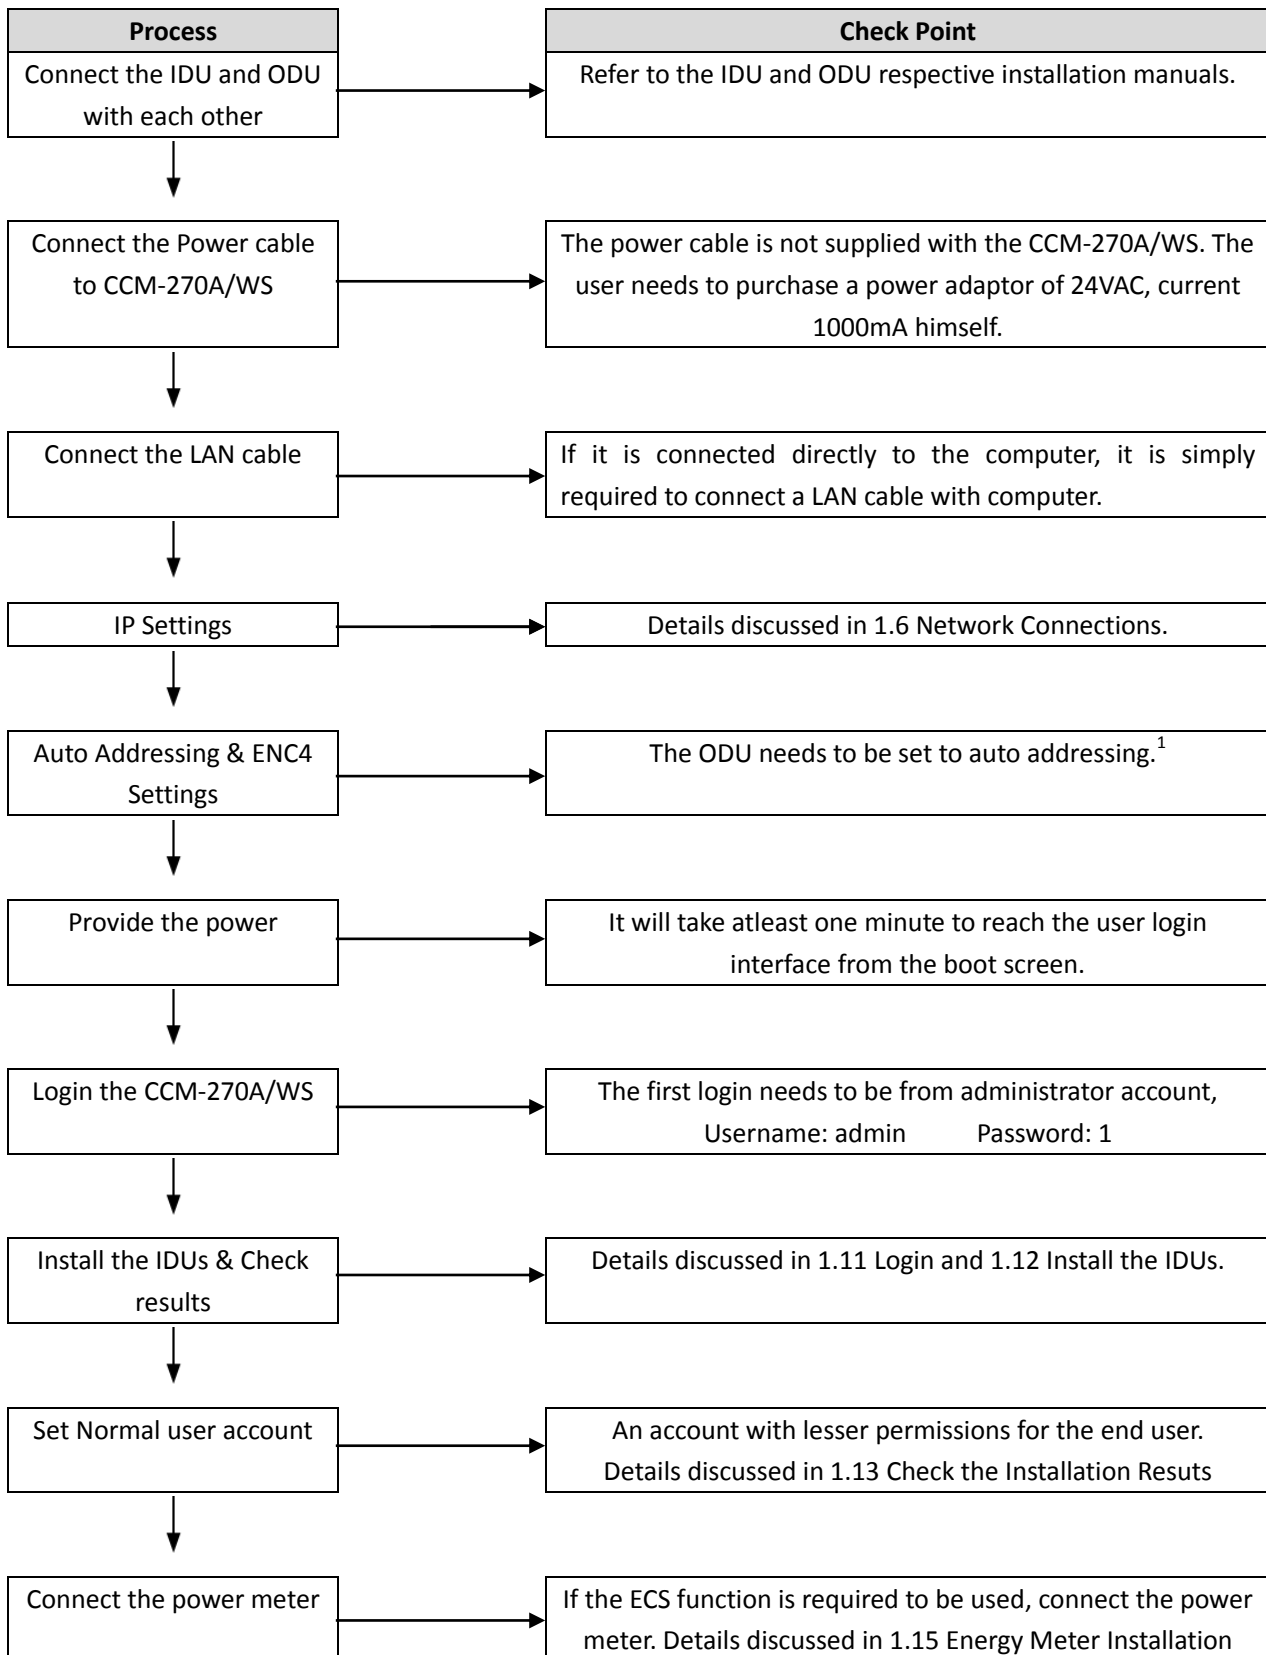 Process
Check Point
Connect the IDU and ODU
with each other
Refer to the IDU and ODU respective installation manuals.
Connect the Power cable
to CCM-270A/WS
The power cable is not supplied with the CCM-270A/WS. The
user needs to purchase a power adaptor of 24VAC, current
1000mA himself.
Connect the LAN cable
If it is connected directly to the computer, it is simply
required to connect a LAN cable with computer.
IP Settings
Details discussed in 1.6 Network Connections.
Auto Addressing & ENC4
Settings
The ODU needs to be set to auto addressing.1
Provide the power
It will take atleast one minute to reach the user login
interface from the boot screen.
Login the CCM-270A/WS
The first login needs to be from administrator account,
Username: admin Password: 1
Install the IDUs & Check
results
Details discussed in 1.11 Login and 1.12 Install the IDUs.
Set Normal user account
An account with lesser permissions for the end user.
Details discussed in 1.13 Check the Installation Resuts
Connect the power meter
If the ECS function is required to be used, connect the power
meter. Details discussed in 1.15 Energy Meter Installation